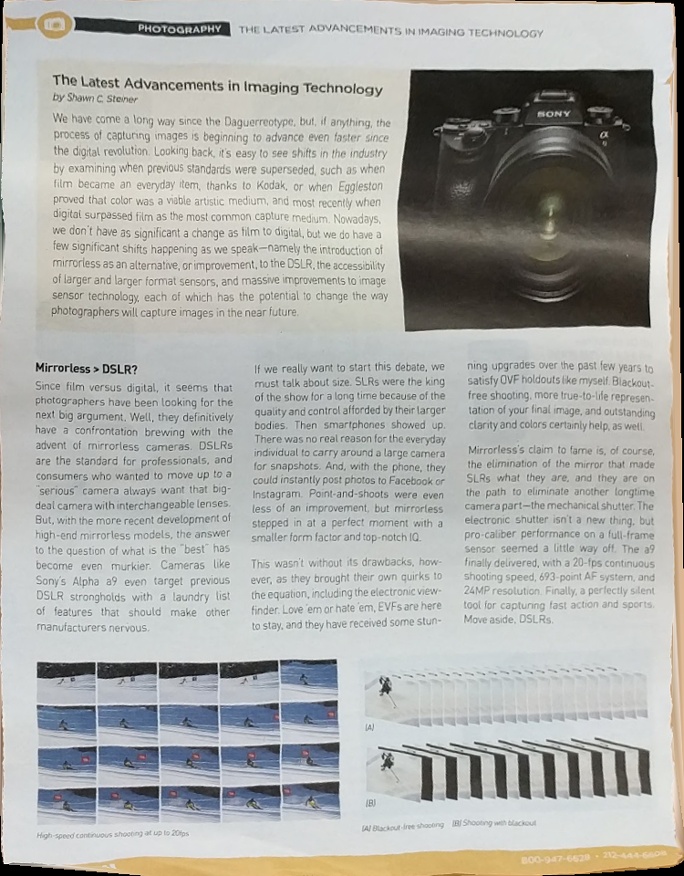 PHOTOGRAPHY THE LATEST ADVANCEMENTS IN IMAGING TECHNOLOGY
The Latest Advancements in Imaging Technology
by Shawn C. Steiner
We have come a long way since the Daguerreotype, but, if anything, the
process of capturing images is beginning to advance even faster since
the digital revolution. Looking back, it's easy to see shifts in the industry
by examining when previous standards were superseded, such as when
film became an everyday item, thanks to Kodak, or when Eggleston
proved that color was a viable artistic medium, and most recently when
digital surpassed film as the most common capture medium. Nowadays,
we don't have as significant a change as film to digital, but we do have a
few significant shifts happening as we speak—namely the introduction of
mirrorless as an alternative, or improvement, to the DSLR, the accessibility
of larger and larger format sensors, and massive improvements to image
sensor technology, each of which has the potential to change the way
photographers will capture images in the near future.
SONY
α
9
Mirrorless > DSLR?
Since film versus digital, it seems that
photographers have been looking for the
next big argument. Well, they definitively
have a confrontation brewing with the
advent of mirrorless cameras. DSLRs
are the standard for professionals, and
consumers who wanted to move up to a
"serious" camera always want that big-
deal camera with interchangeable lenses.
But, with the more recent development of
high-end mirrorless models, the answer
to the question of what is the "best" has
become even murkier. Cameras like
Sony's Alpha a9 even target previous
DSLR strongholds with a laundry list
of features that should make other
manufacturers nervous.
If we really want to start this debate, we
must talk about size. SLRs were the king
of the show for a long time because of the
quality and control afforded by their larger
bodies. Then smartphones showed up.
There was no real reason for the everyday
individual to carry around a large camera
for snapshots. And, with the phone, they
could instantly post photos to Facebook or
Instagram. Point-and-shoots were even
less of an improvement, but mirrorless
stepped in at a perfect moment with a
smaller form factor and top-notch IQ.
This wasn't without its drawbacks, how-
ever, as they brought their own quirks to
the equation, including the electronic view-
finder. Love 'em or hate 'em, EVFs are here
to stay, and they have received some stun-
ning upgrades over the past few years to
satisfy OVF holdouts like myself. Blackout-
free shooting, more true-to-life represen-
tation of your final image, and outstanding
clarity and colors certainly help, as well.
Mirrorless's claim to fame is, of course,
the elimination of the mirror that made
SLRs what they are, and they are on
the path to eliminate another longtime
camera part—the mechanical shutter. The
electronic shutter isn't a new thing, but
pro-caliber performance on a full-frame
sensor seemed a little way off. The a9
finally delivered, with a 20-fps continuous
shooting speed, 693-point AF system, and
24MP resolution. Finally, a perfectly silent
tool for capturing fast action and sports.
Move aside, DSLRs.
(A)
(B)
High-speed continuous shooting at up to 20fps
(A) Blackout-free shooting (B) Shooting with blackout
800-947-6628 • 212-444-6608